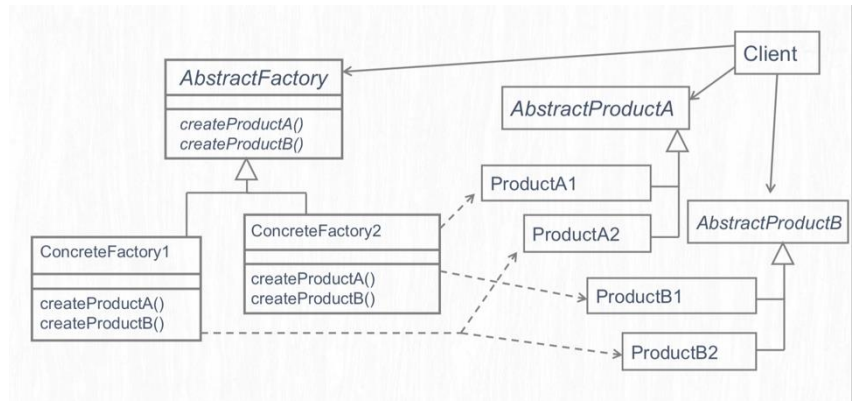 Client
AbstractFactory
createProductA()
createProductB()
AbstractProductA
ProductA1
ProductA2
AbstractProductB
ConcreteFactory2
createProductA()
createProductB()
ConcreteFactory1
createProductA()
createProductB()
ProductB1
ProductB2